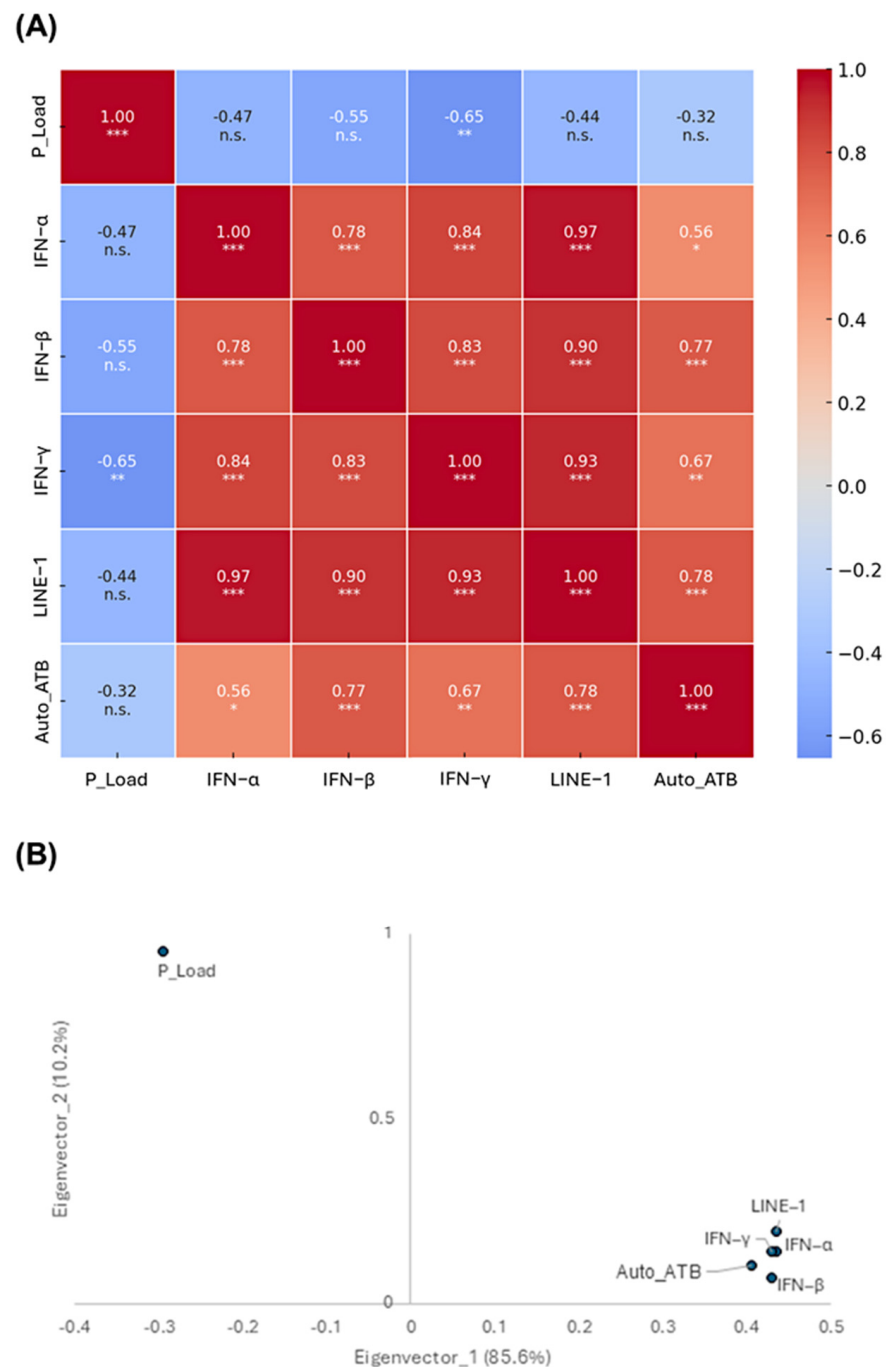 (A)
P_Load
1.00
***
-0.47
n.s.
-0.55
n.s.
-0.65
**
-0.44
n.s.
-0.32
n.s.
IFN-α
-0.47
n.s.
1.00
***
0.78
***
0.84
***
0.97
***
0.56
*
IFN-β
-0.55
n.s.
0.78
***
1.00
***
0.83
***
0.90
***
0.77
***
IFN-γ
-0.65
**
0.84
***
0.83
***
1.00
***
0.93
***
0.67
**
LINE-1
-0.44
n.s.
0.97
***
0.90
***
0.93
***
1.00
***
0.78
***
Auto_ATB
-0.32
n.s.
0.56
*
0.77
***
0.67
**
0.78
***
1.00
***
P_Load
IFN-α
IFN-β
IFN-γ
LINE-1
Auto_ATB
1.0
0.8
0.6
0.4
0.2
0.0
−0.2
−0.4
−0.6
(B)
1
P_Load
Eigenvector_2 (10.2%)
0.5
LINE-1
IFN-γ
IFN-α
Auto_ATB
IFN-β
0
-0.4
-0.3
-0.2
-0.1
0
0.1
0.2
0.3
0.4
0.5
Eigenvector_1 (85.6%)